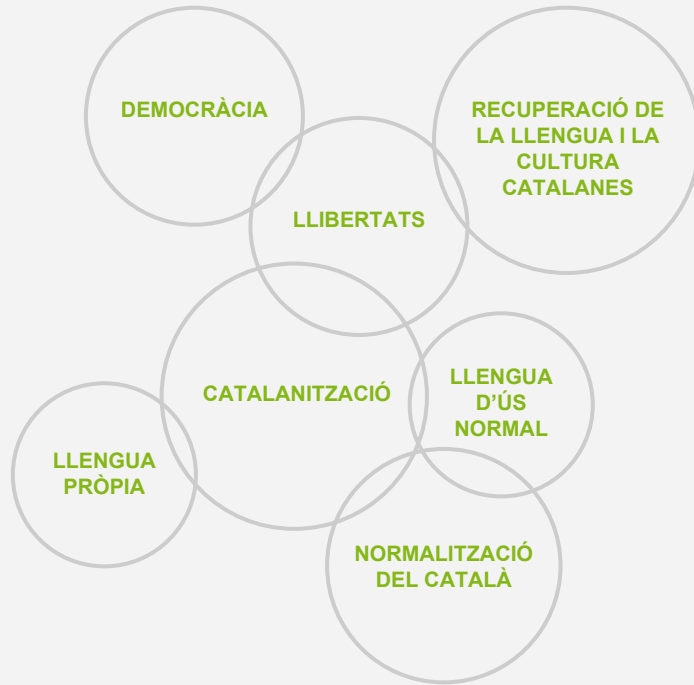 DEMOCRÀCIA
RECUPERACIÓ DE
LA LLENGUA I LA
CULTURA
CATALANES
LLIBERTATS
CATALANITZACIÓ
LLENGUA
D’ÚS
NORMAL
LLENGUA
PRÒPIA
NORMALITZACIÓ
DEL CATALÀ